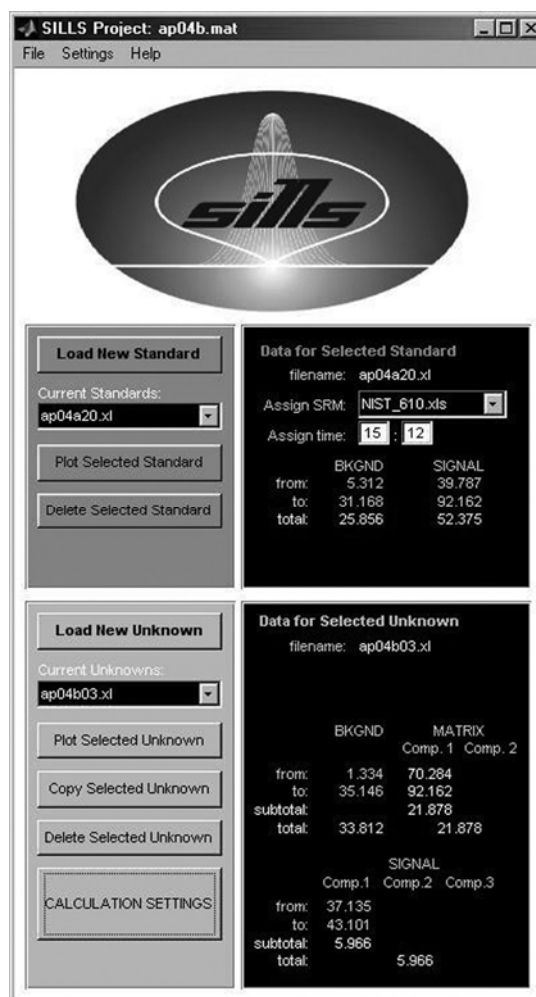 SILLS Project: ap04b.mat
File Settings Help
sills
Load New Standard
Current Standards:
ap04a20.xl
Plot Selected Standard
Delete Selected Standard
Data for Selected Standard
filename: ap04a20.xl
Assign SRM: NIST_610.xls
Assign time: 15 : 12
BKGND SIGNAL
from: 5.312 39.787
to: 31.168 92.162
total: 25.856 52.375
Load New Unknown
Current Unknowns:
ap04b03.xl
Plot Selected Unknown
Copy Selected Unknown
Delete Selected Unknown
CALCULATION SETTINGS
Data for Selected Unknown
filename: ap04b03.xl
BKGND MATRIX
Comp. 1 Comp. 2
from: 1.334 70.284
to: 35.146 92.162
subtotal: 21.878
total: 33.812 21.878
SIGNAL
Comp.1 Comp.2 Comp.3
from: 37.135
to: 43.101
subtotal: 5.966
total: 5.966